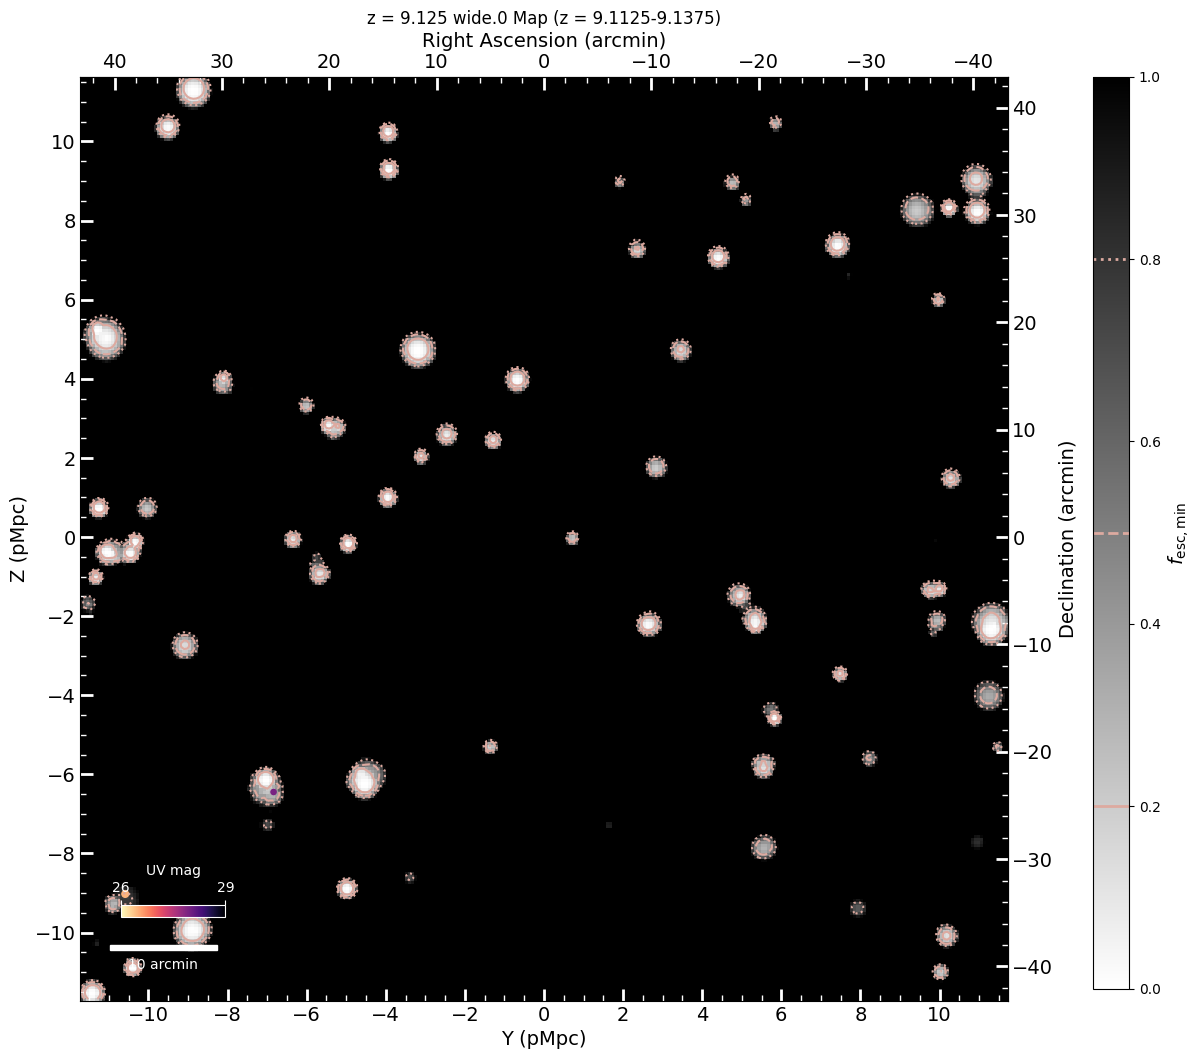 z = 9.125 wide.0 Map (z = 9.1125-9.1375)
Right Ascension (arcmin)
40 30 20 10 0 −10 −20 −30 −40
10
8
6
4
2
0
−2
−4
−6
−8
−10
Z (pMpc)
40
30
20
10
0
−10
−20
−30
−40
Declination (arcmin)
1.0
0.8
0.6
0.4
0.2
0.0
fesc,min
UV mag
26 29
10 arcmin
−10 −8 −6 −4 −2 0 2 4 6 8 10
Y (pMpc)